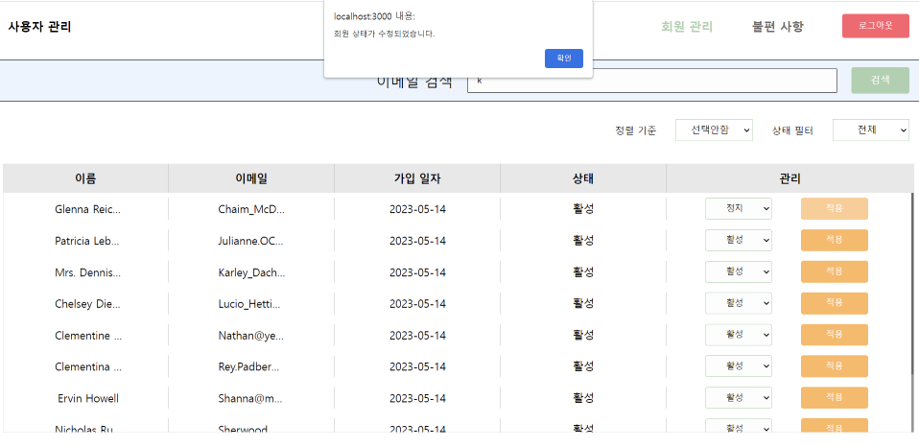 사용자 관리
localhost:3000 내용:
회원 상태가 수정되었습니다.
확인
회원 관리 불편 사항 로그아웃
이메일 검색 k 검색
정렬 기준 선택안함 상태 필터 전체
이름 이메일 가입 일자 상태 관리
Glenna Reic... Chaim_McD... 2023-05-14 활성 정지 적용
Patricia Leb... Julianne.OC... 2023-05-14 활성 활성 적용
Mrs. Dennis... Karley_Dach... 2023-05-14 활성 활성 적용
Chelsey Die... Lucio_Hetti... 2023-05-14 활성 활성 적용
Clementine ... Nathan@ye... 2023-05-14 활성 활성 적용
Clementina ... Rey.Padber... 2023-05-14 활성 활성 적용
Ervin Howell Shanna@m... 2023-05-14 활성 활성 적용
Nicholas Ru... Sherwood... 2023-05-14 활성 활성 적용